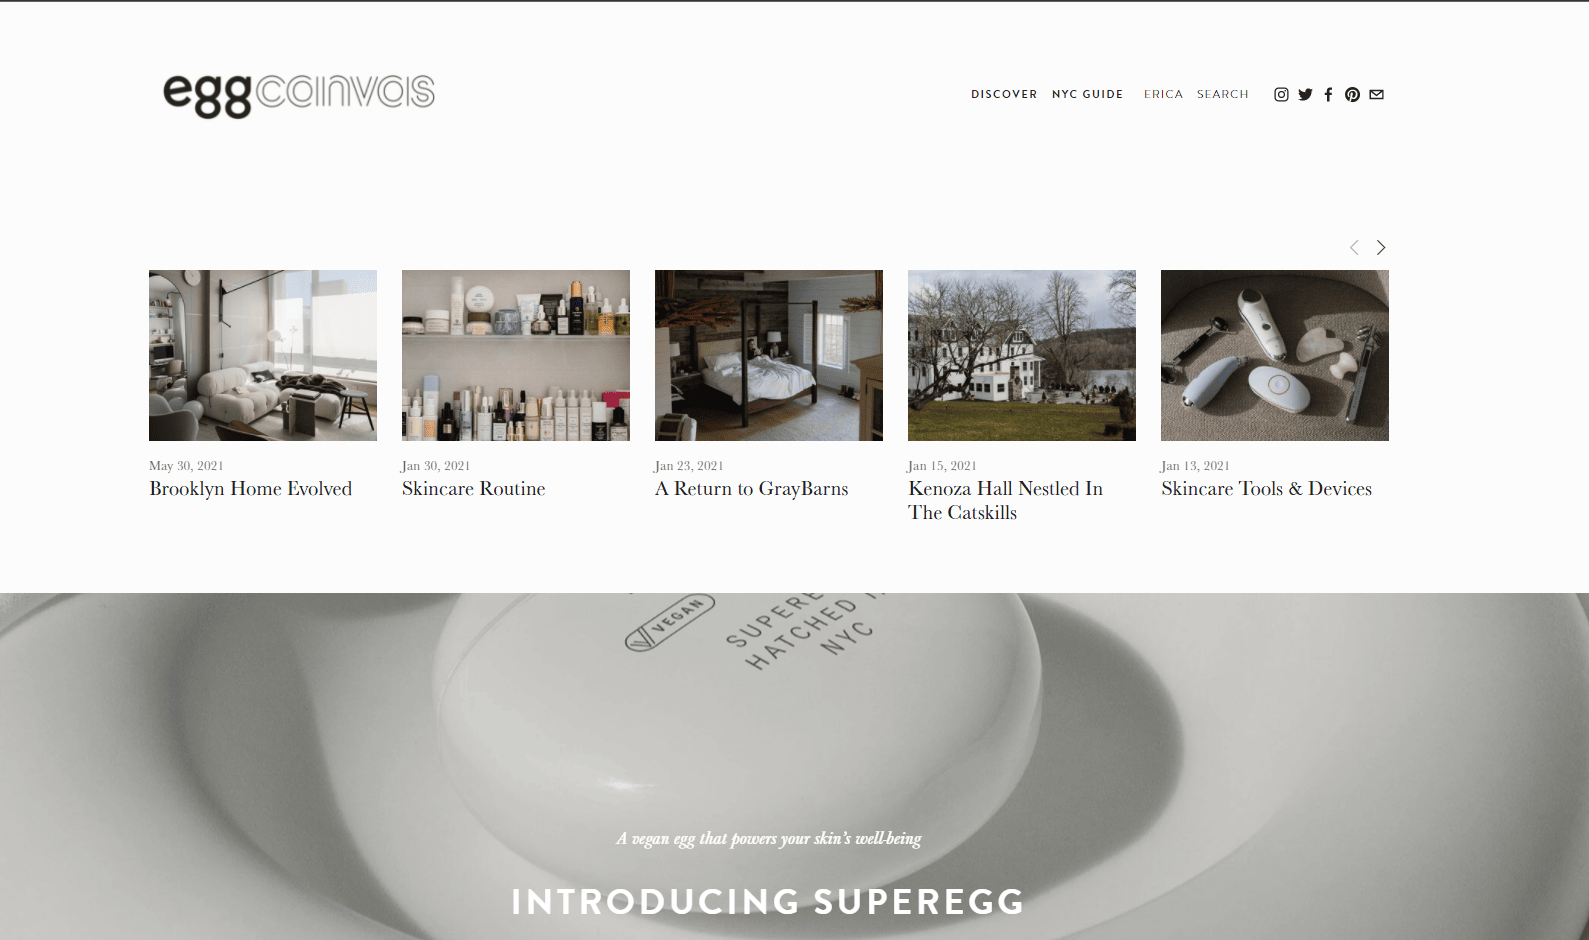 eggcanvas
DISCOVER NYC GUIDE ERICA SEARCH
May 30, 2021
Brooklyn Home Evolved
Jan 30, 2021
Skincare Routine
Jan 23, 2021
A Return to GrayBarns
Jan 15, 2021
Kenoza Hall Nestled In
The Catskills
Jan 13, 2021
Skincare Tools & Devices
VEGAN
HATCHED
NYC
A vegan egg that powers your skin's well-being
INTRODUCING SUPEREGG